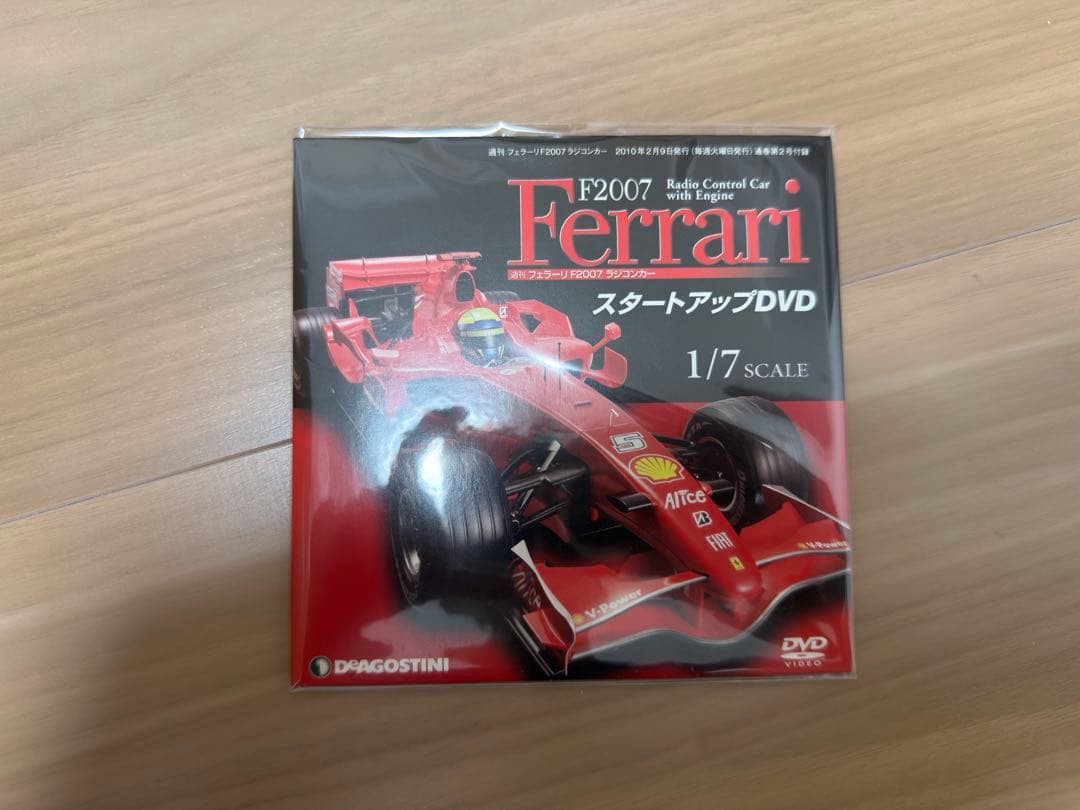 週刊 フェラーリF2007 ラジコンカー 2010年2月9日発行(毎週火曜日発行)通巻第2号付録
F2007 Radio Control Car with Engine
Ferrari
週刊 フェラーリ F2007 ラジコンカー
スタートアップDVD
1/7 SCALE
5
Alice
FIAT
V-Power
V-Power
DeAGOSTINI
DVD
VIDEO